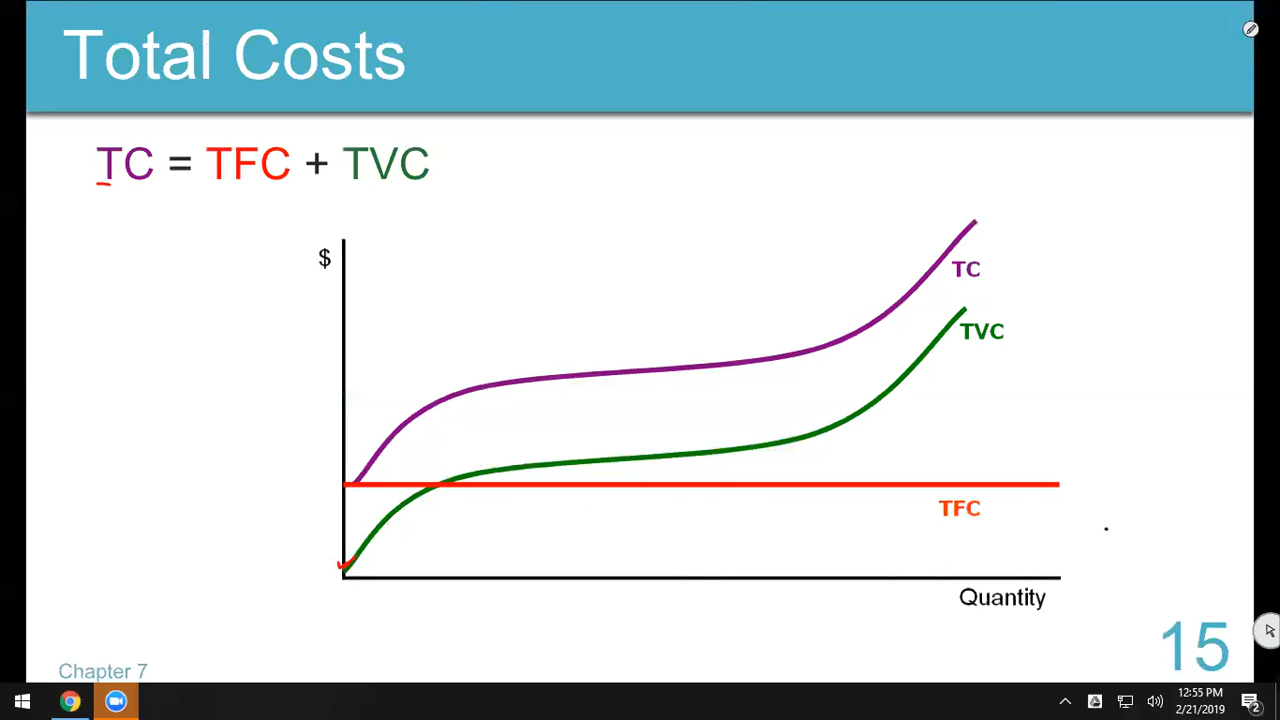 Total Costs
TC = TFC + TVC
$
TC
TVC
TFC
Quantity
15
Chapter 7
12:55 PM
2/21/2019
2